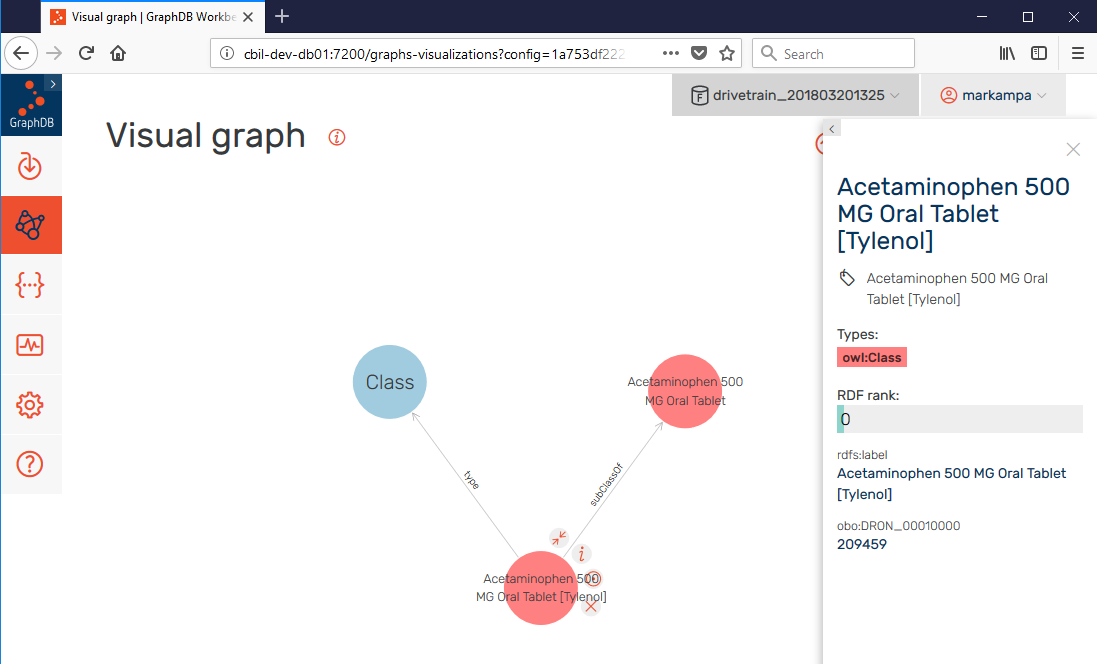 Visual graph | GraphDB Workbe
cbil-dev-db01:7200/graphs-visualizations?config=1a753df222
Search
GraphDB
drivetrain_201803201325
markampa
Visual graph
Class
Acetaminophen 500
MG Oral Tablet
type
subClassOf
Acetaminophen 500
MG Oral Tablet [Tylenol]
Acetaminophen 500
MG Oral Tablet
[Tylenol]
Acetaminophen 500 MG Oral
Tablet [Tylenol]
Types:
owl:Class
RDF rank:
0
rdfs:label
Acetaminophen 500 MG Oral Tablet
[Tylenol]
obo:DRON_00010000
209459